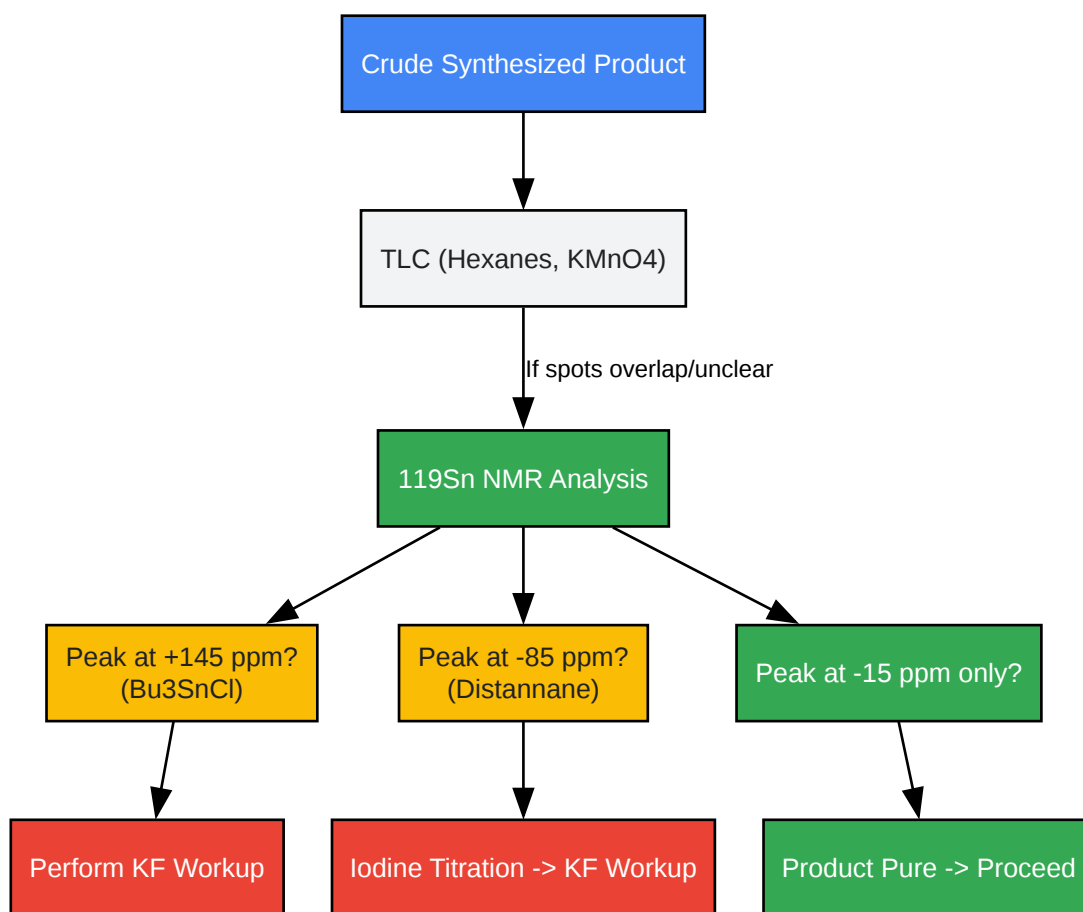 Crude Synthesized Product
TLC (Hexanes, KMnO4)
If spots overlap/unclear
119Sn NMR Analysis
Peak at +145 ppm?
(Bu3SnCl)
Peak at -85 ppm?
(Distannane)
Peak at -15 ppm only?
Perform KF Workup
Iodine Titration -> KF Workup
Product Pure -> Proceed